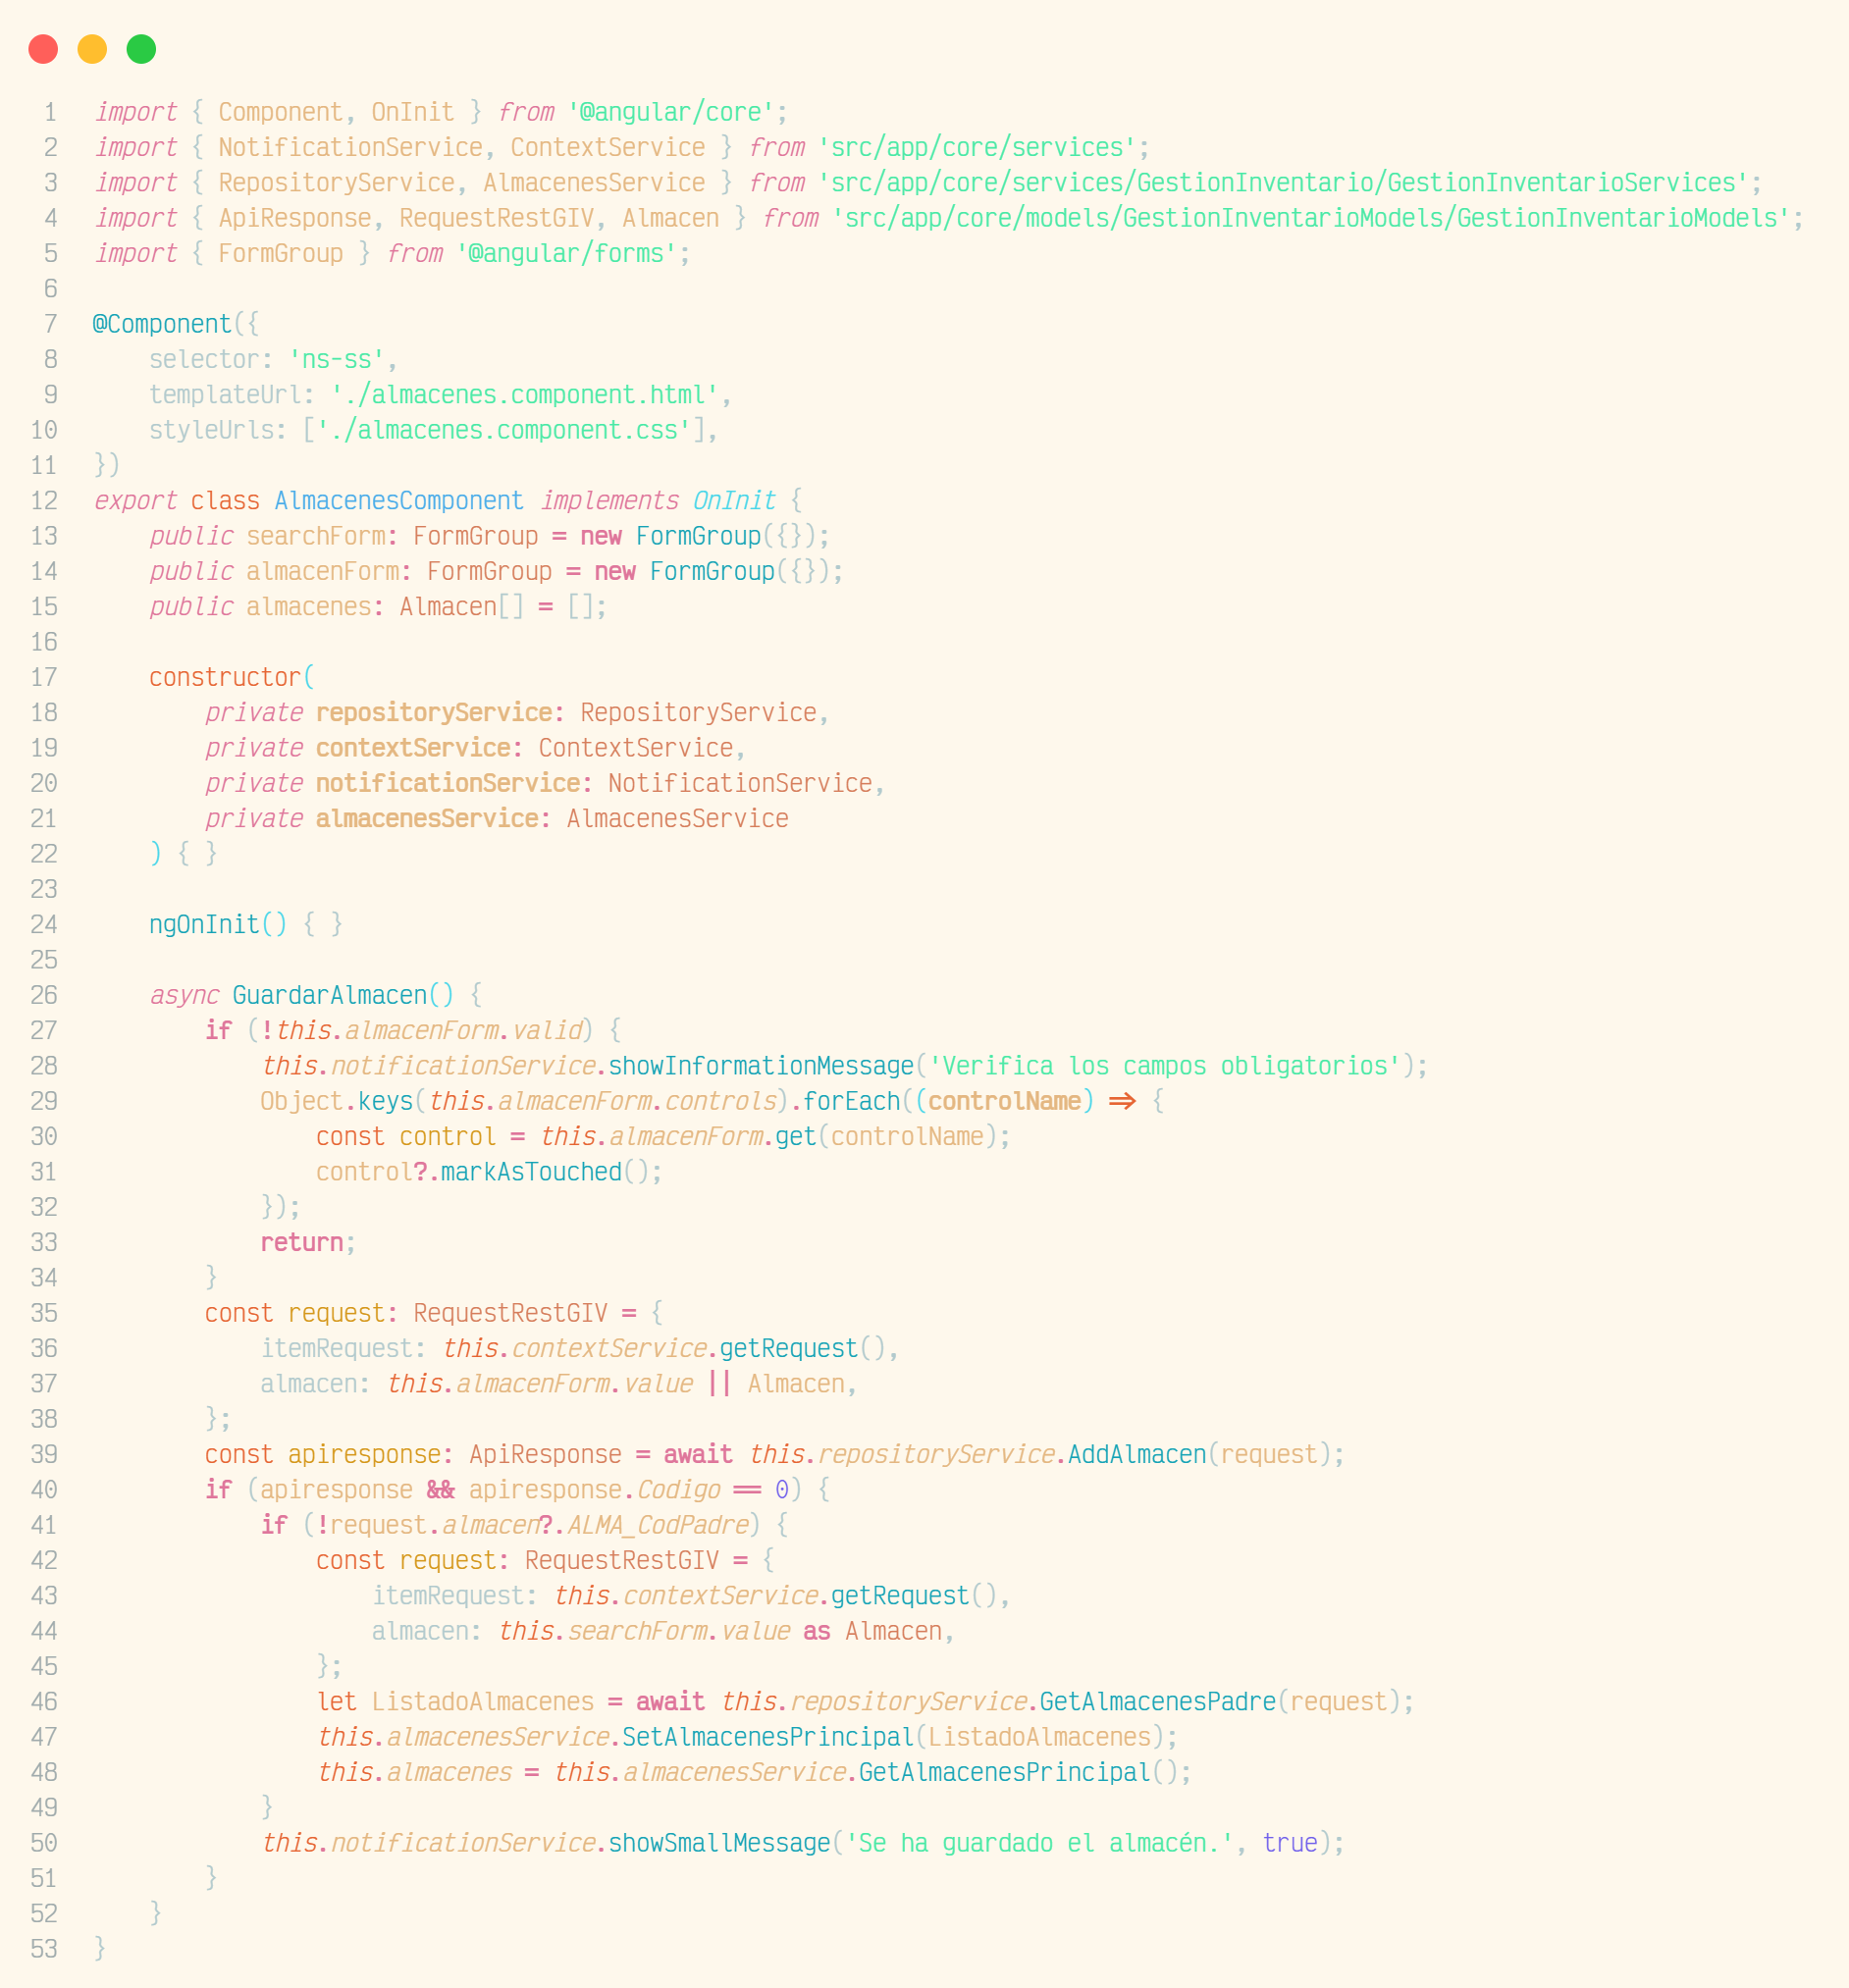 1 import { Component, OnInit } from '@angular/core';
2 import { NotificationService, ContextService } from 'src/app/core/services';
3 import { RepositoryService, AlmacenesService } from 'src/app/core/services/GestionInventario/GestionInventarioServices';
4 import { ApiResponse, RequestRestGIV, Almacen } from 'src/app/core/models/GestionInventarioModels/GestionInventarioModels';
5 import { FormGroup } from '@angular/forms';
6
7 @Component({
8     selector: 'ns-ss',
9     templateUrl: './almacenes.component.html',
10     styleUrls: ['./almacenes.component.css'],
11 })
12 export class AlmacenesComponent implements OnInit {
13     public searchForm: FormGroup = new FormGroup({});
14     public almacenForm: FormGroup = new FormGroup({});
15     public almacenes: Almacen[] = [];
16
17     constructor(
18         private repositoryService: RepositoryService,
19         private contextService: ContextService,
20         private notificationService: NotificationService,
21         private almacenesService: AlmacenesService
22     ) { }
23
24     ngOnInit() { }
25
26     async GuardarAlmacen() {
27         if (!this.almacenForm.valid) {
28             this.notificationService.showInformationMessage('Verifica los campos obligatorios');
29             Object.keys(this.almacenForm.controls).forEach((controlName) => {
30                 const control = this.almacenForm.get(controlName);
31                 control?.markAsTouched();
32             });
33             return;
34         }
35         const request: RequestRestGIV = {
36             itemRequest: this.contextService.getRequest(),
37             almacen: this.almacenForm.value || Almacen,
38         };
39         const apiresponse: ApiResponse = await this.repositoryService.AddAlmacen(request);
40         if (apiresponse && apiresponse.Codigo == 0) {
41             if (!request.almacen?.ALMA_CodPadre) {
42                 const request: RequestRestGIV = {
43                     itemRequest: this.contextService.getRequest(),
44                     almacen: this.searchForm.value as Almacen,
45                 };
46                 let ListadoAlmacenes = await this.repositoryService.GetAlmacenesPadre(request);
47                 this.almacenesService.SetAlmacenesPrincipal(ListadoAlmacenes);
48                 this.almacenes = this.almacenesService.GetAlmacenesPrincipal();
49             }
50             this.notificationService.showSmallMessage('Se ha guardado el almacén.', true);
51         }
52     }
53 }